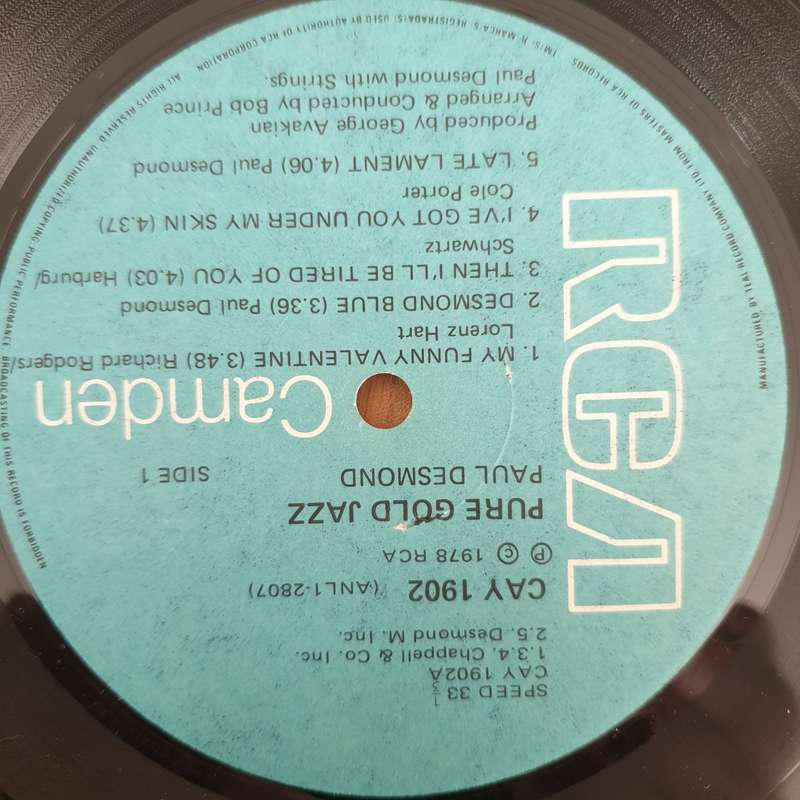 RCA
SPEED 33 1/3
CAY 1902A
1.3.4. Chappell & Co. Inc.
2.5. Desmond M. Inc.
CAY 1902 (ANL1-2807)
℗ © 1978 RCA
PURE GOLD JAZZ
PAUL DESMOND
SIDE 1
Camden
1. MY FUNNY VALENTINE (3.48) Richard Rodgers/
Lorenz Hart
2. DESMOND BLUE (3.36) Paul Desmond
3. THEN I'LL BE TIRED OF YOU (4.03) Harburg/
Schwartz
4. I'VE GOT YOU UNDER MY SKIN (4.37)
Cole Porter
5. LATE LAMENT (4.06) Paul Desmond
Produced by George Avakian
Arranged & Conducted by Bob Prince
Paul Desmond with Strings.
MANUFACTURED BY TEAL RECORD COMPANY LTD. FROM MASTERS OF RCA RECORDS. TM(S) ®. MARCA(S) REGISTRADA(S). USED BY AUTHORITY OF RCA CORPORATION. ALL RIGHTS RESERVED. UNAUTHORIZED COPYING, PUBLIC PERFORMANCE, BROADCASTING OF THIS RECORD IS FORBIDDEN